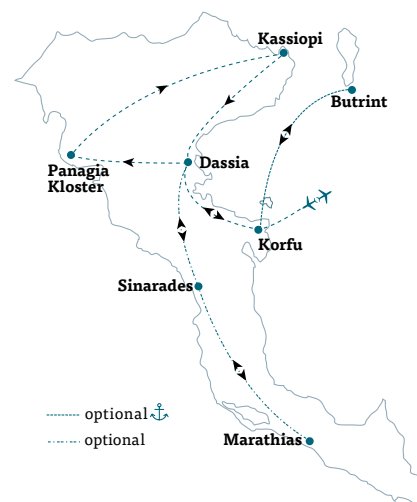 Kassiopi
Butrint
Dassia
Panagia
Kloster
Korfu
Sinarades
optional
optional
Marathias